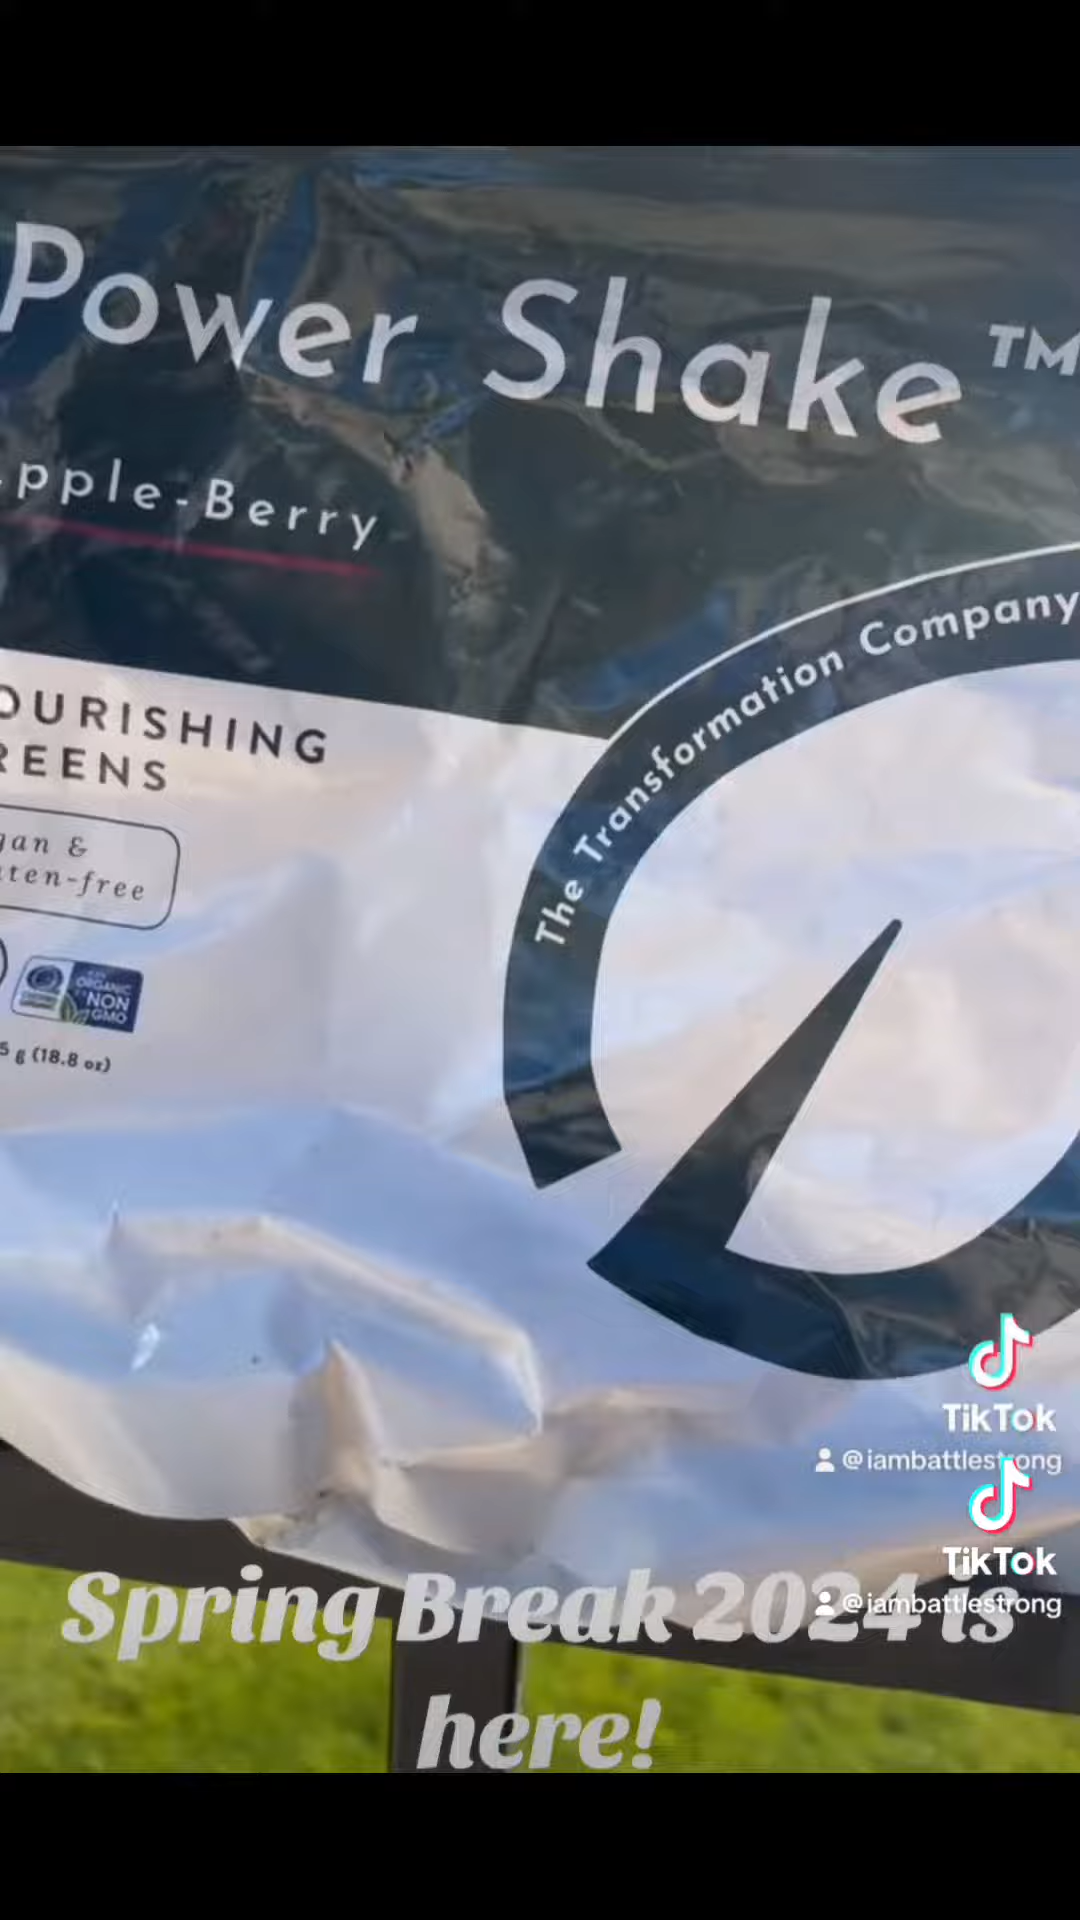 Power Shake™
Apple-Berry
The Transformation Company
OURISHING
REENS
gan &
ten-free
ORGANIC
NON
GMO
5 g (18.8 oz)
TikTok
@iambattlestrong
TikTok
@iambattlestrong
Spring Break 2024 is
here!